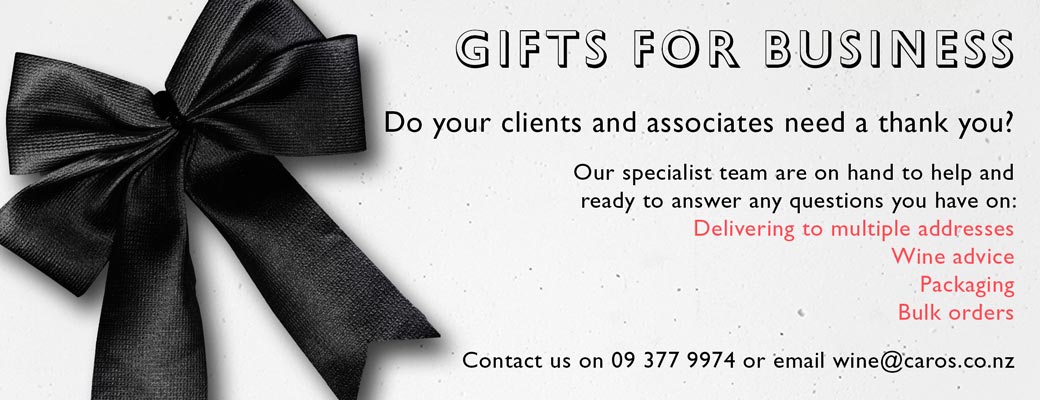 GIFTS FOR BUSINESS
Do your clients and associates need a thank you?
Our specialist team are on hand to help and
ready to answer any questions you have on:
Delivering to multiple addresses
Wine advice
Packaging
Bulk orders
Contact us on 09 377 9974 or email wine@caros.co.nz